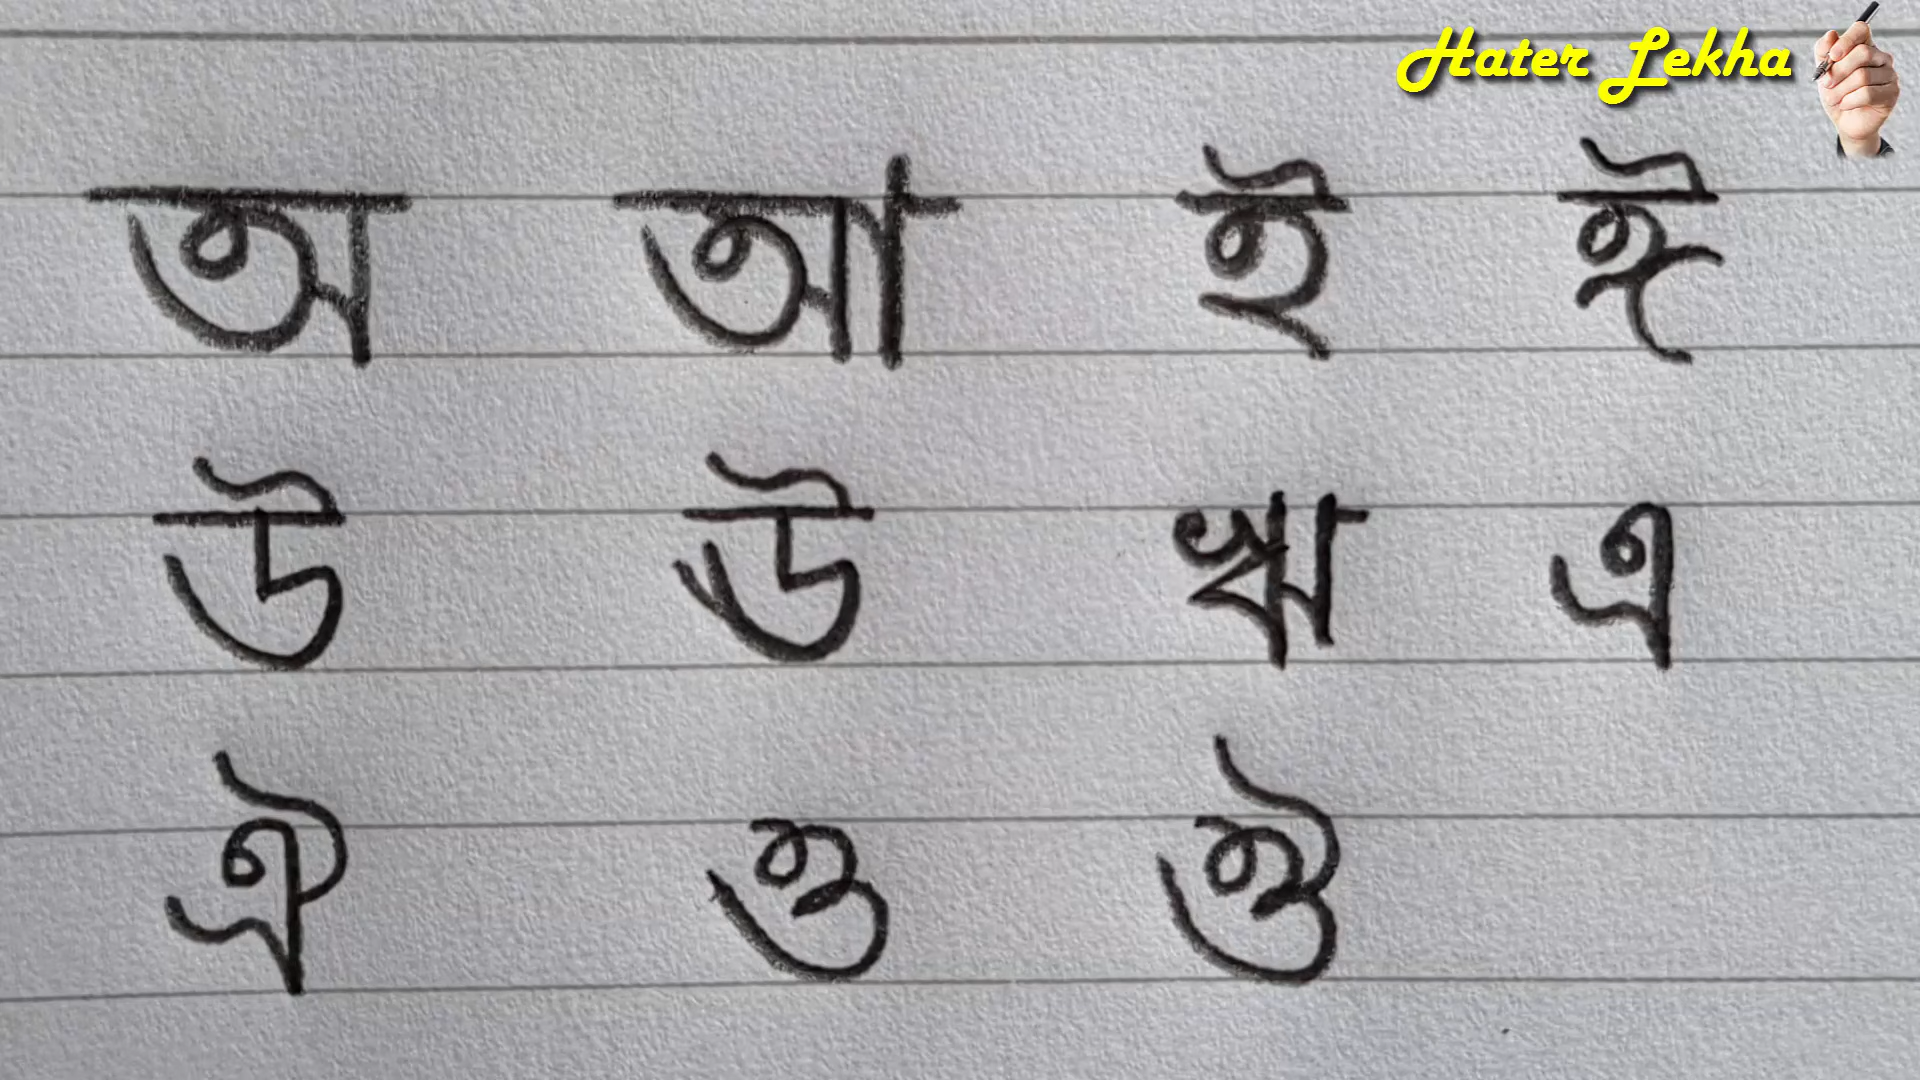 Hater Lekha
অ আ ই ঈ
উ ঊ ঋ এ
ঐ ও ঔ